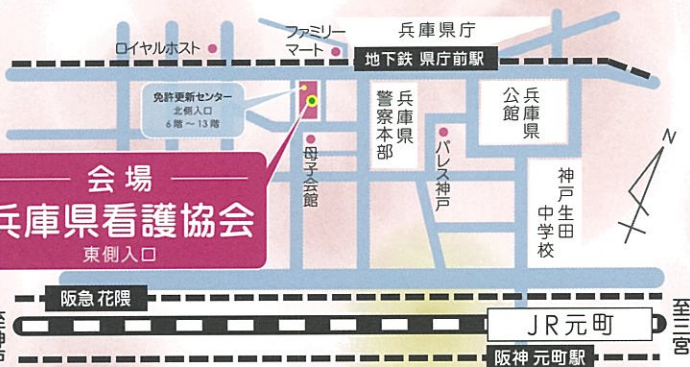 ロイヤルホスト
ファミリー
マート
兵庫県庁
地下鉄 県庁前駅
免許更新センター
北側入口
6階～13階
兵庫県
警察本部
兵庫県
公館
母子会館
パレス神戸
神戸生田
中学校
N
会場
兵庫県看護協会
東側入口
阪急 花隈
JR元町
至三宮
至神戸
阪神 元町駅